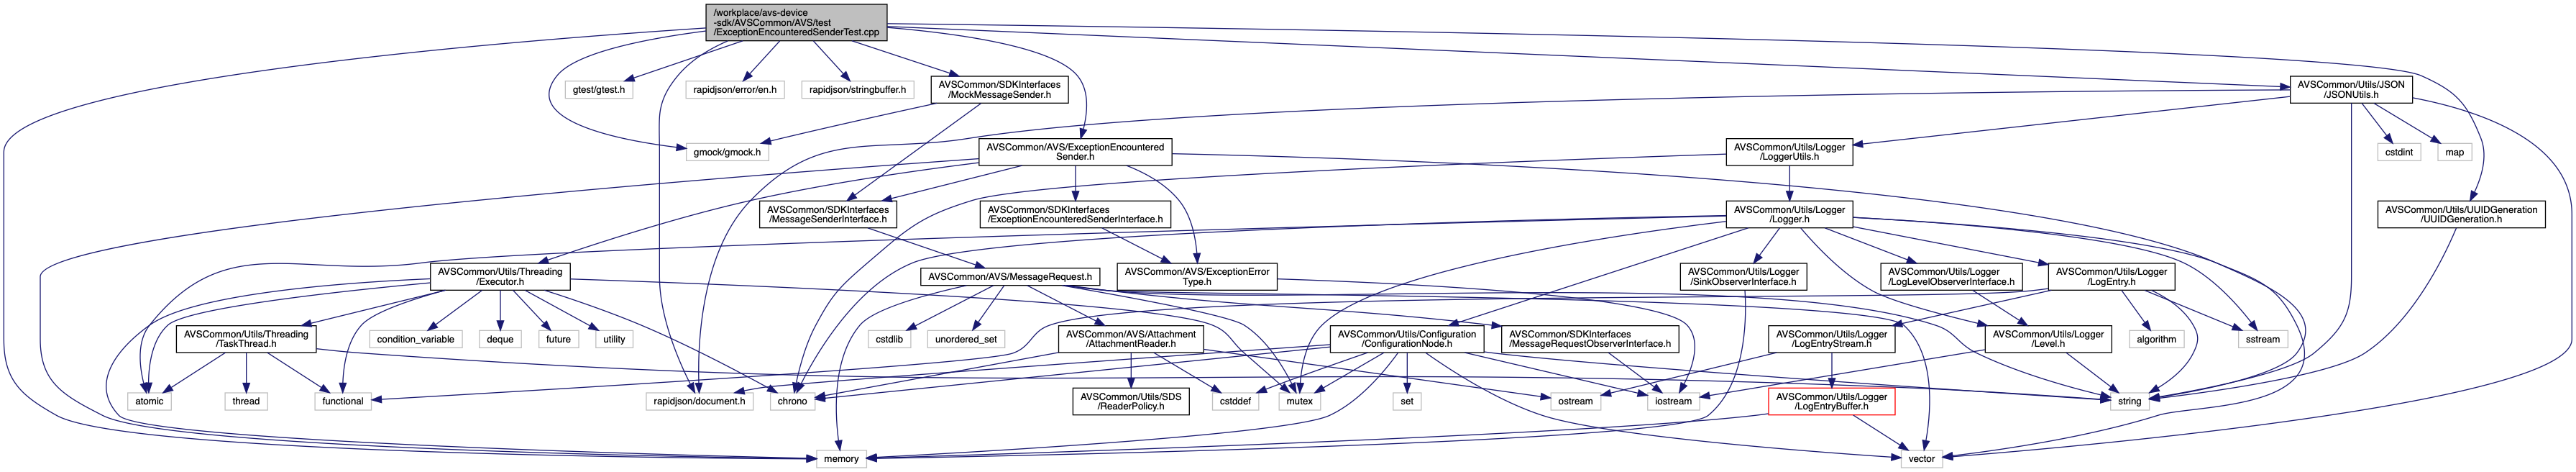 /workplace/avs-device
-sdk/AVSCommon/AVS/test
/ExceptionEncounteredSenderTest.cpp
gtest/gtest.h
rapidjson/error/en.h
rapidjson/stringbuffer.h
AVSCommon/SDKInterfaces
/MockMessageSender.h
AVSCommon/Utils/JSON
/JSONUtils.h
gmock/gmock.h
AVSCommon/AVS/ExceptionEncountered
Sender.h
AVSCommon/Utils/Logger
/LoggerUtils.h
cstdint
map
AVSCommon/SDKInterfaces
/MessageSenderInterface.h
AVSCommon/SDKInterfaces
/ExceptionEncounteredSenderInterface.h
AVSCommon/Utils/Logger
/Logger.h
AVSCommon/Utils/UUIDGeneration
/UUIDGeneration.h
AVSCommon/Utils/Threading
/Executor.h
AVSCommon/AVS/MessageRequest.h
AVSCommon/AVS/ExceptionError
Type.h
AVSCommon/Utils/Logger
/SinkObserverInterface.h
AVSCommon/Utils/Logger
/LogLevelObserverInterface.h
AVSCommon/Utils/Logger
/LogEntry.h
AVSCommon/Utils/Threading
/TaskThread.h
condition_variable
deque
future
utility
cstdlib
unordered_set
AVSCommon/AVS/Attachment
/AttachmentReader.h
AVSCommon/Utils/Configuration
/ConfigurationNode.h
AVSCommon/SDKInterfaces
/MessageRequestObserverInterface.h
AVSCommon/Utils/Logger
/LogEntryStream.h
AVSCommon/Utils/Logger
/Level.h
algorithm
sstream
atomic
thread
functional
rapidjson/document.h
chrono
AVSCommon/Utils/SDS
/ReaderPolicy.h
cstddef
mutex
set
ostream
iostream
AVSCommon/Utils/Logger
/LogEntryBuffer.h
string
memory
vector